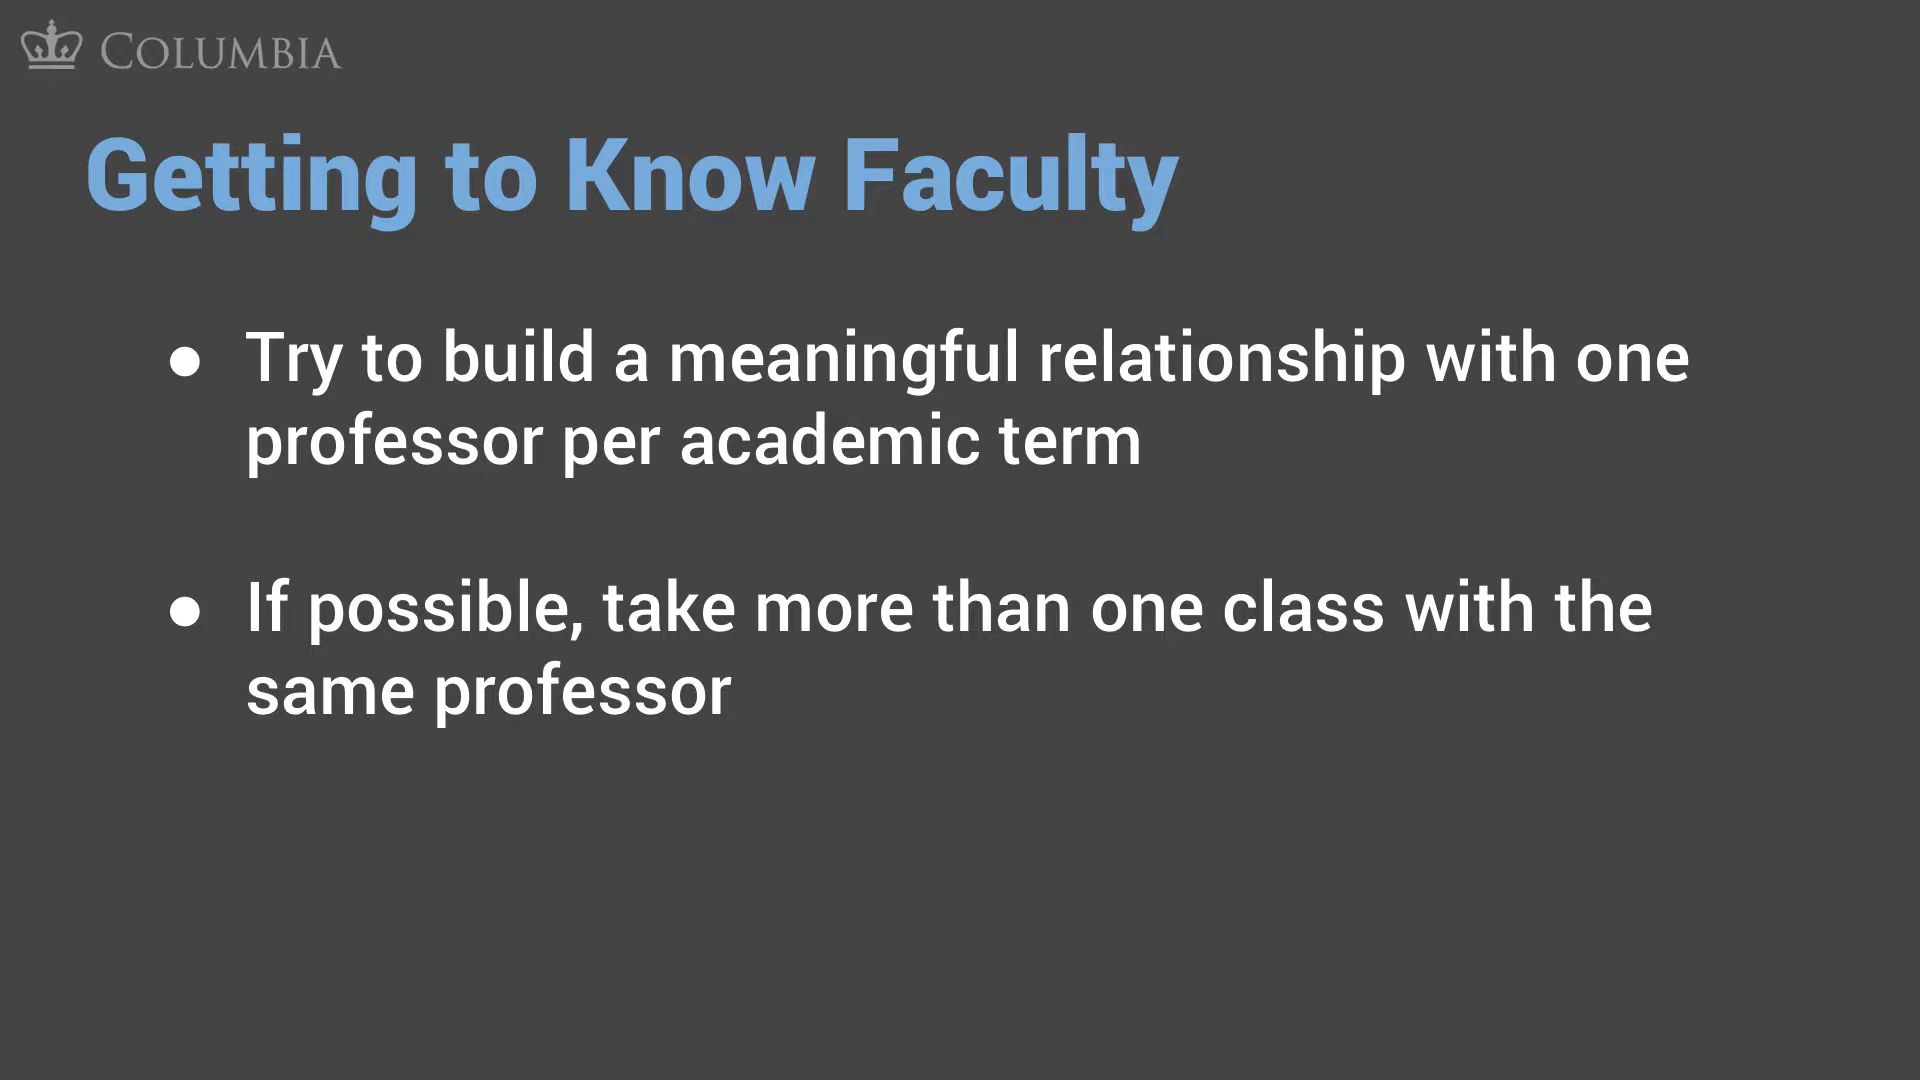 COLUMBIA
Getting to Know Faculty
● Try to build a meaningful relationship with one
professor per academic term
● If possible, take more than one class with the
same professor